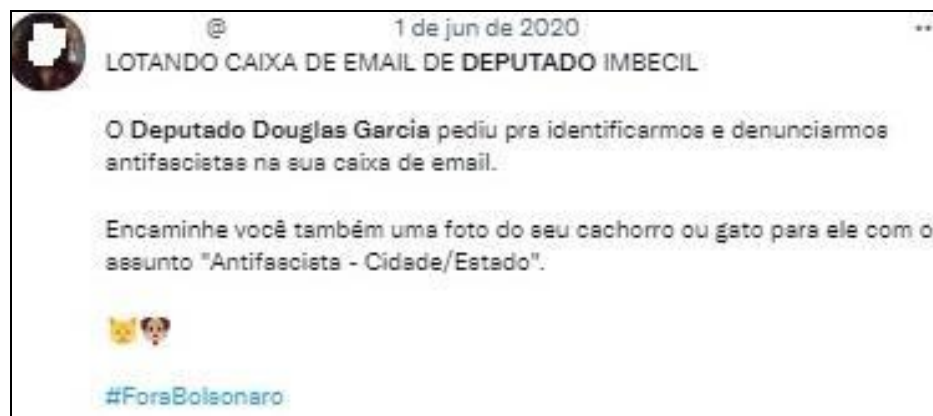 @ 1 de jun de 2020
LOTANDO CAIXA DE EMAIL DE DEPUTADO IMBECIL
O Deputado Douglas Garcia pediu pra identificarmos e denunciarmos
antifascistas na sua caixa de email.
Encaminhe você também uma foto do seu cachorro ou gato para ele com o
assunto "Antifascista - Cidade/Estado".
#ForaBolsonaro